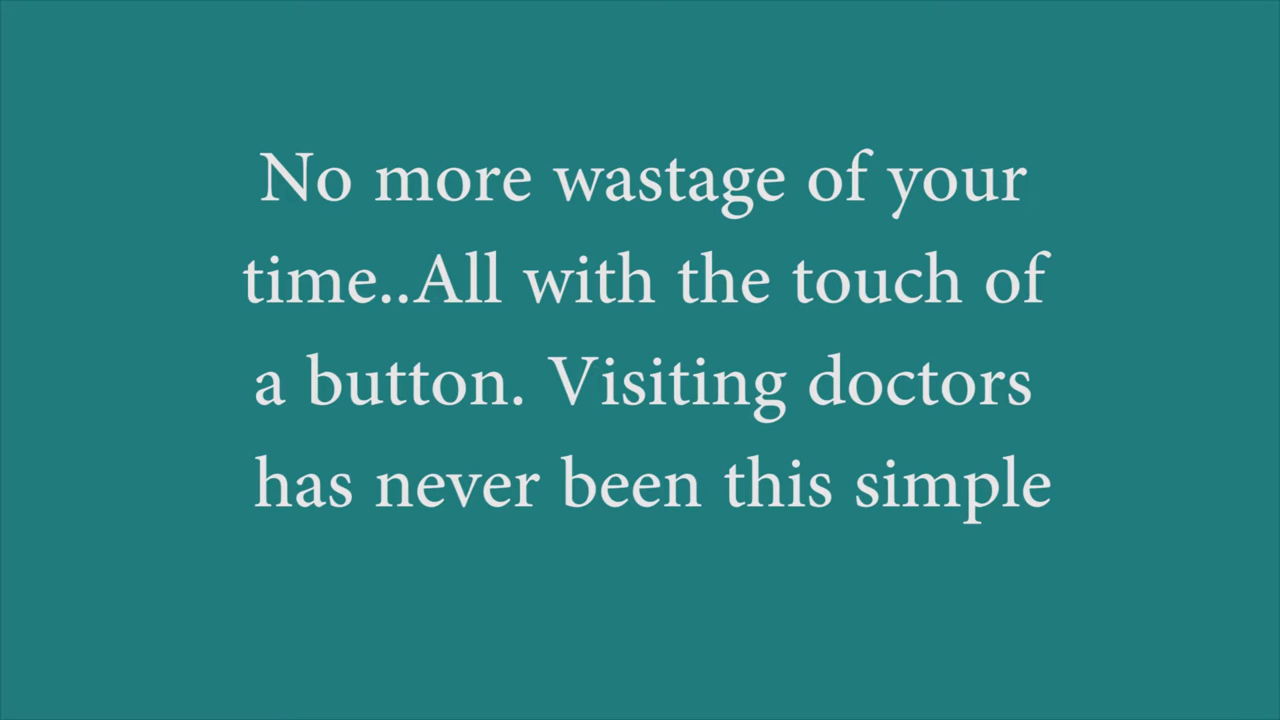 No more wastage of your
time..All with the touch of
a button. Visiting doctors
has never been this simple